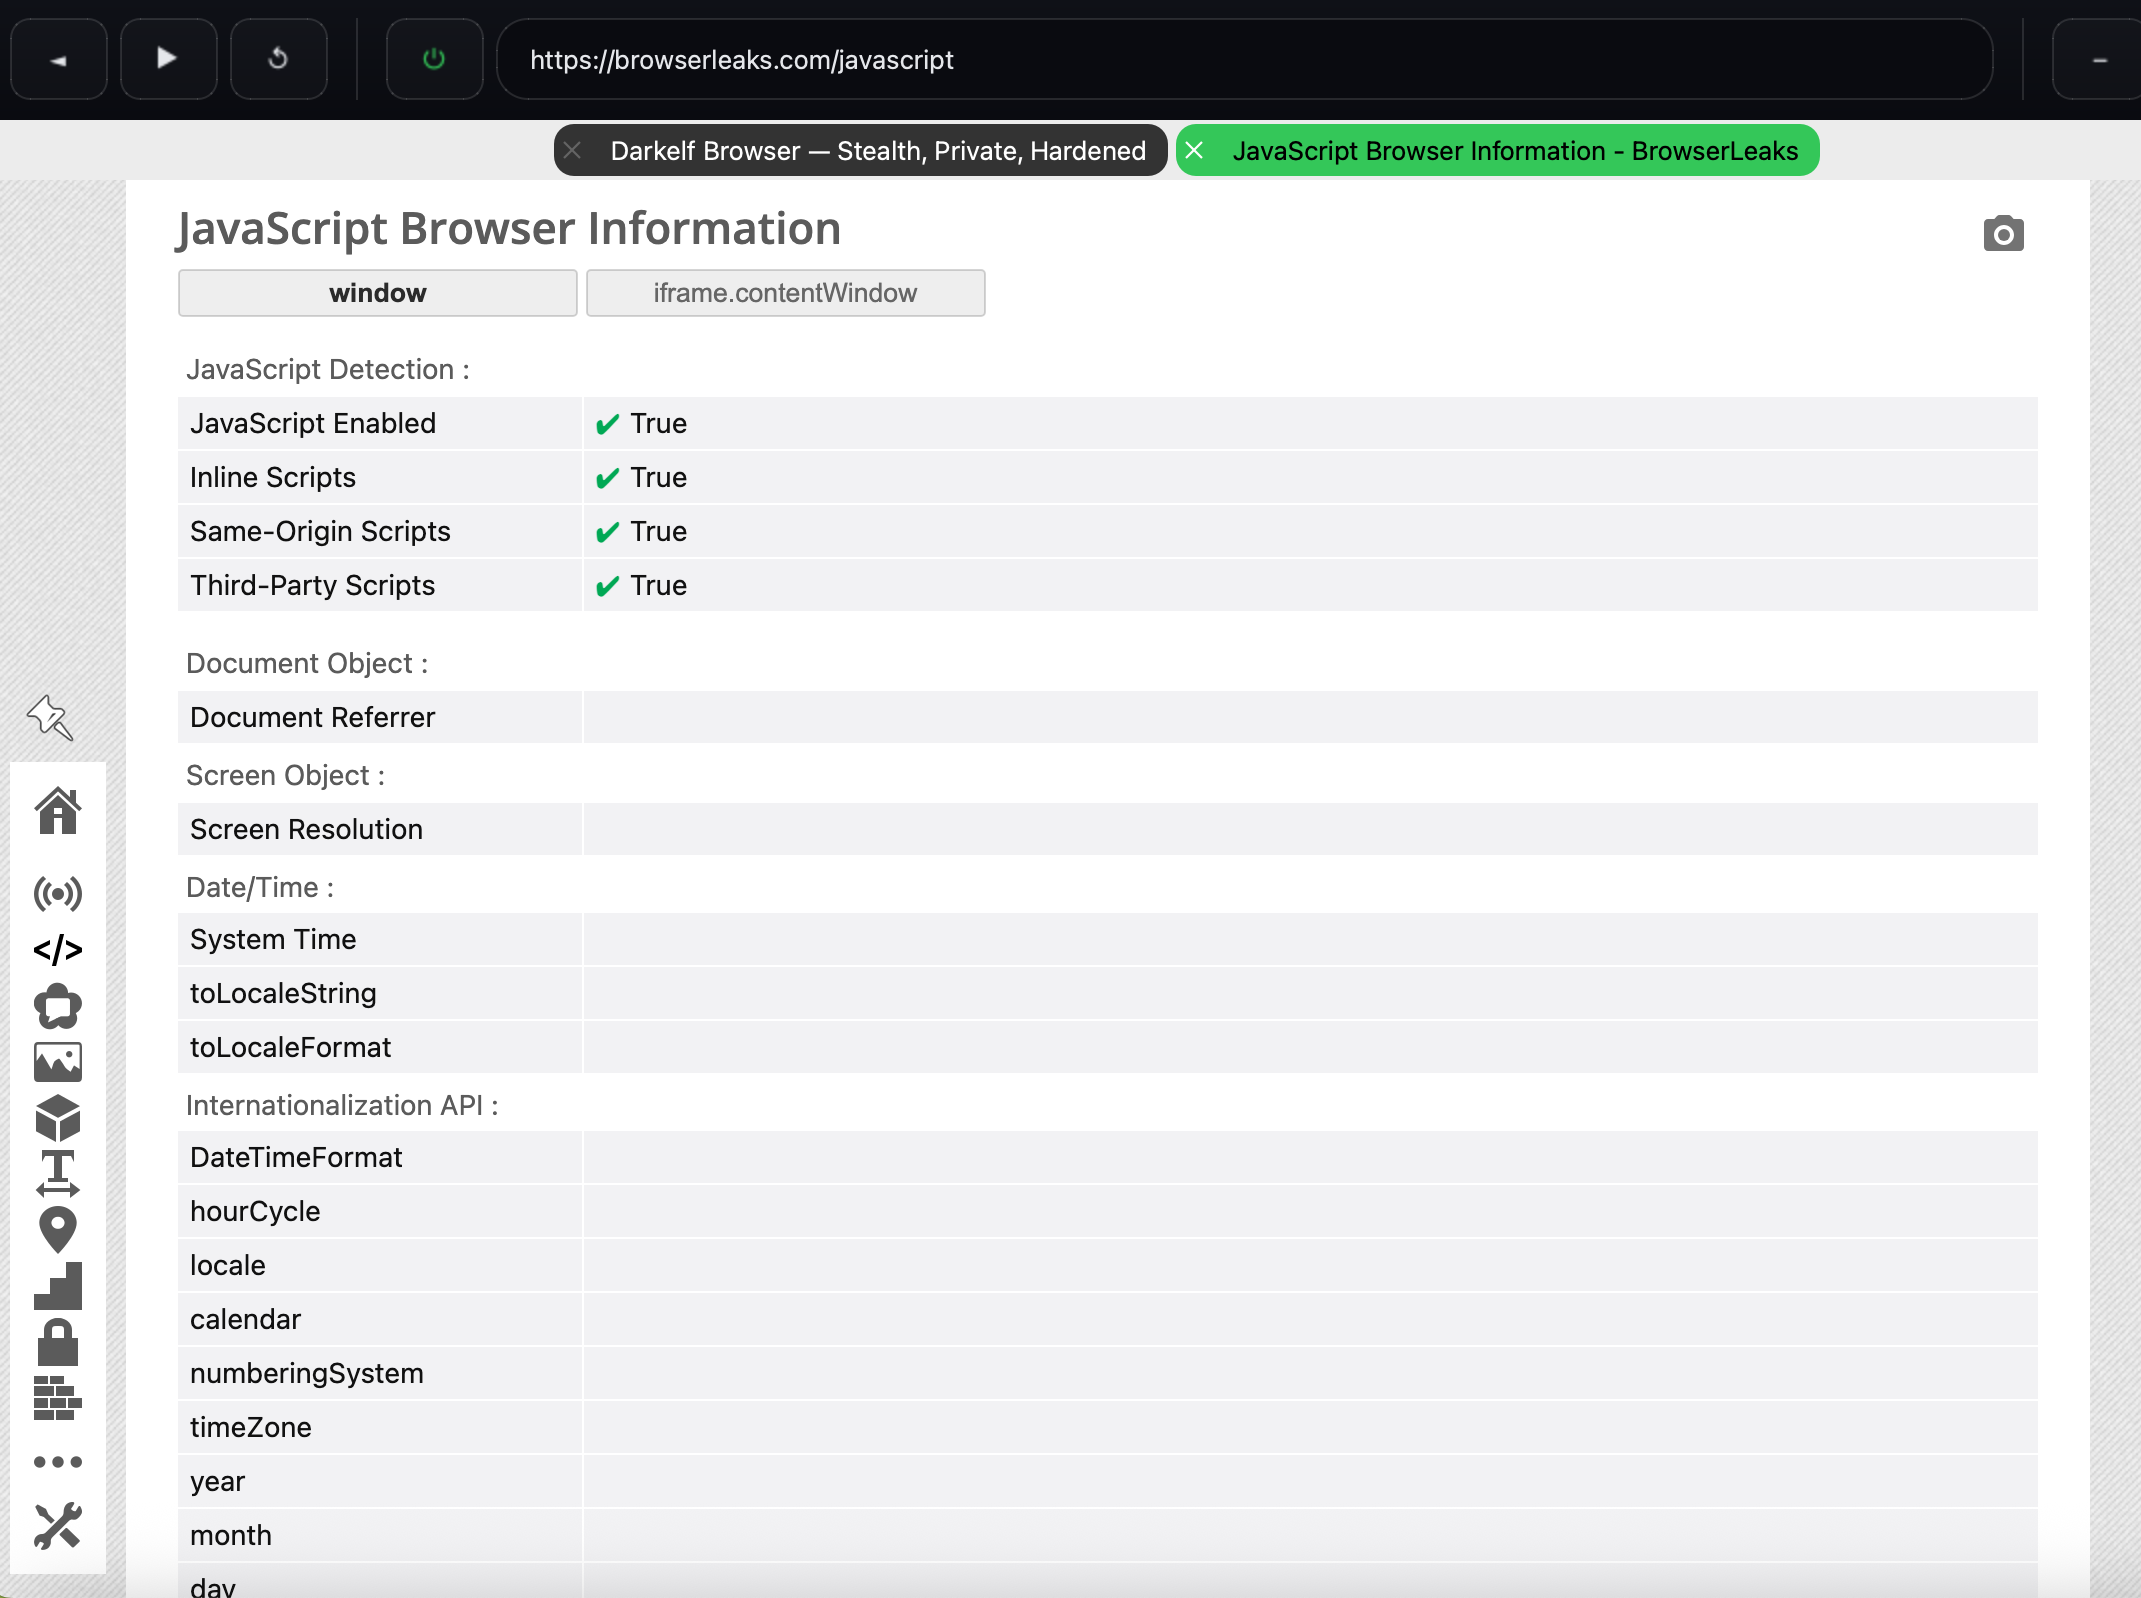 https://browserleaks.com/javascript
Darkelf Browser — Stealth, Private, Hardened
JavaScript Browser Information - BrowserLeaks
JavaScript Browser Information
window
iframe.contentWindow
JavaScript Detection :
JavaScript Enabled ✔ True
Inline Scripts ✔ True
Same-Origin Scripts ✔ True
Third-Party Scripts ✔ True
Document Object :
Document Referrer
Screen Object :
Screen Resolution
Date/Time :
System Time
toLocaleString
toLocaleFormat
Internationalization API :
DateTimeFormat
hourCycle
locale
calendar
numberingSystem
timeZone
year
month
day